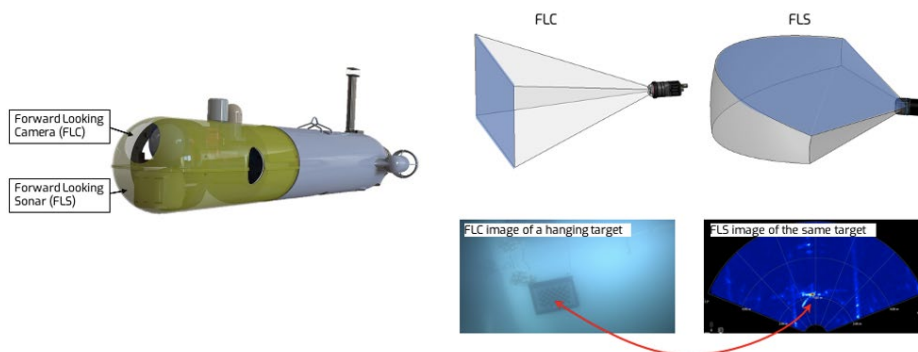 FLC
FLS
Forward Looking
Camera (FLC)
Forward Looking
Sonar (FLS)
FLC image of a hanging target
FLS image of the same target